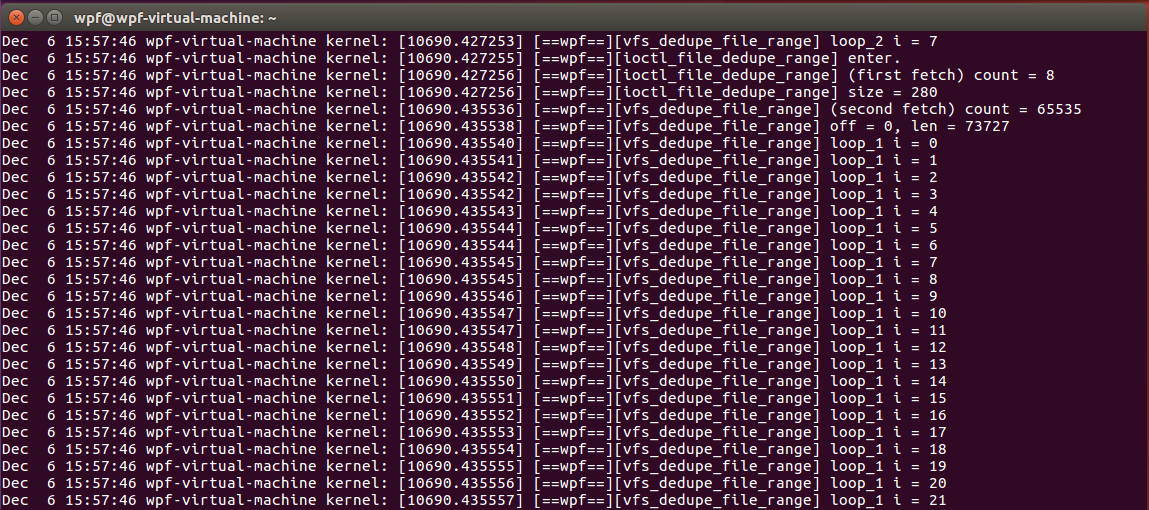 wpf@wpf-virtual-machine: ~
Dec  6 15:57:46 wpf-virtual-machine kernel: [10690.427253] [==wpf==][vfs_dedupe_file_range] loop_2 i = 7
Dec  6 15:57:46 wpf-virtual-machine kernel: [10690.427255] [==wpf==][ioctl_file_dedupe_range] enter.
Dec  6 15:57:46 wpf-virtual-machine kernel: [10690.427256] [==wpf==][ioctl_file_dedupe_range] (first fetch) count = 8
Dec  6 15:57:46 wpf-virtual-machine kernel: [10690.427256] [==wpf==][ioctl_file_dedupe_range] size = 280
Dec  6 15:57:46 wpf-virtual-machine kernel: [10690.435536] [==wpf==][vfs_dedupe_file_range] (second fetch) count = 65535
Dec  6 15:57:46 wpf-virtual-machine kernel: [10690.435538] [==wpf==][vfs_dedupe_file_range] off = 0, len = 73727
Dec  6 15:57:46 wpf-virtual-machine kernel: [10690.435540] [==wpf==][vfs_dedupe_file_range] loop_1 i = 0
Dec  6 15:57:46 wpf-virtual-machine kernel: [10690.435541] [==wpf==][vfs_dedupe_file_range] loop_1 i = 1
Dec  6 15:57:46 wpf-virtual-machine kernel: [10690.435542] [==wpf==][vfs_dedupe_file_range] loop_1 i = 2
Dec  6 15:57:46 wpf-virtual-machine kernel: [10690.435542] [==wpf==][vfs_dedupe_file_range] loop_1 i = 3
Dec  6 15:57:46 wpf-virtual-machine kernel: [10690.435543] [==wpf==][vfs_dedupe_file_range] loop_1 i = 4
Dec  6 15:57:46 wpf-virtual-machine kernel: [10690.435544] [==wpf==][vfs_dedupe_file_range] loop_1 i = 5
Dec  6 15:57:46 wpf-virtual-machine kernel: [10690.435544] [==wpf==][vfs_dedupe_file_range] loop_1 i = 6
Dec  6 15:57:46 wpf-virtual-machine kernel: [10690.435545] [==wpf==][vfs_dedupe_file_range] loop_1 i = 7
Dec  6 15:57:46 wpf-virtual-machine kernel: [10690.435545] [==wpf==][vfs_dedupe_file_range] loop_1 i = 8
Dec  6 15:57:46 wpf-virtual-machine kernel: [10690.435546] [==wpf==][vfs_dedupe_file_range] loop_1 i = 9
Dec  6 15:57:46 wpf-virtual-machine kernel: [10690.435547] [==wpf==][vfs_dedupe_file_range] loop_1 i = 10
Dec  6 15:57:46 wpf-virtual-machine kernel: [10690.435547] [==wpf==][vfs_dedupe_file_range] loop_1 i = 11
Dec  6 15:57:46 wpf-virtual-machine kernel: [10690.435548] [==wpf==][vfs_dedupe_file_range] loop_1 i = 12
Dec  6 15:57:46 wpf-virtual-machine kernel: [10690.435549] [==wpf==][vfs_dedupe_file_range] loop_1 i = 13
Dec  6 15:57:46 wpf-virtual-machine kernel: [10690.435550] [==wpf==][vfs_dedupe_file_range] loop_1 i = 14
Dec  6 15:57:46 wpf-virtual-machine kernel: [10690.435551] [==wpf==][vfs_dedupe_file_range] loop_1 i = 15
Dec  6 15:57:46 wpf-virtual-machine kernel: [10690.435552] [==wpf==][vfs_dedupe_file_range] loop_1 i = 16
Dec  6 15:57:46 wpf-virtual-machine kernel: [10690.435553] [==wpf==][vfs_dedupe_file_range] loop_1 i = 17
Dec  6 15:57:46 wpf-virtual-machine kernel: [10690.435554] [==wpf==][vfs_dedupe_file_range] loop_1 i = 18
Dec  6 15:57:46 wpf-virtual-machine kernel: [10690.435555] [==wpf==][vfs_dedupe_file_range] loop_1 i = 19
Dec  6 15:57:46 wpf-virtual-machine kernel: [10690.435556] [==wpf==][vfs_dedupe_file_range] loop_1 i = 20
Dec  6 15:57:46 wpf-virtual-machine kernel: [10690.435557] [==wpf==][vfs_dedupe_file_range] loop_1 i = 21